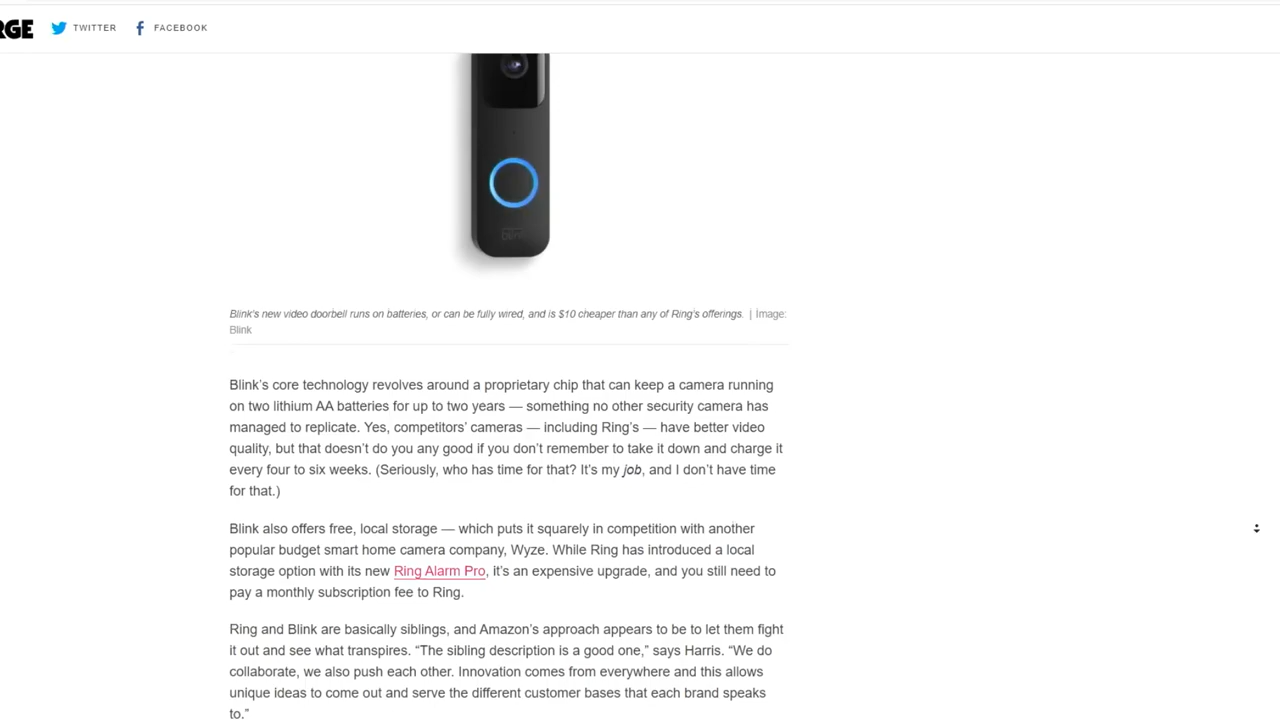 RGE TWITTER FACEBOOK
blink
Blink's new video doorbell runs on batteries, or can be fully wired, and is $10 cheaper than any of Ring's offerings. | Image:
Blink
Blink’s core technology revolves around a proprietary chip that can keep a camera running
on two lithium AA batteries for up to two years — something no other security camera has
managed to replicate. Yes, competitors’ cameras — including Ring’s — have better video
quality, but that doesn’t do you any good if you don’t remember to take it down and charge it
every four to six weeks. (Seriously, who has time for that? It’s my job, and I don’t have time
for that.)
Blink also offers free, local storage — which puts it squarely in competition with another
popular budget smart home camera company, Wyze. While Ring has introduced a local
storage option with its new Ring Alarm Pro, it’s an expensive upgrade, and you still need to
pay a monthly subscription fee to Ring.
Ring and Blink are basically siblings, and Amazon’s approach appears to be to let them fight
it out and see what transpires. “The sibling description is a good one,” says Harris. “We do
collaborate, we also push each other. Innovation comes from everywhere and this allows
unique ideas to come out and serve the different customer bases that each brand speaks
to.”